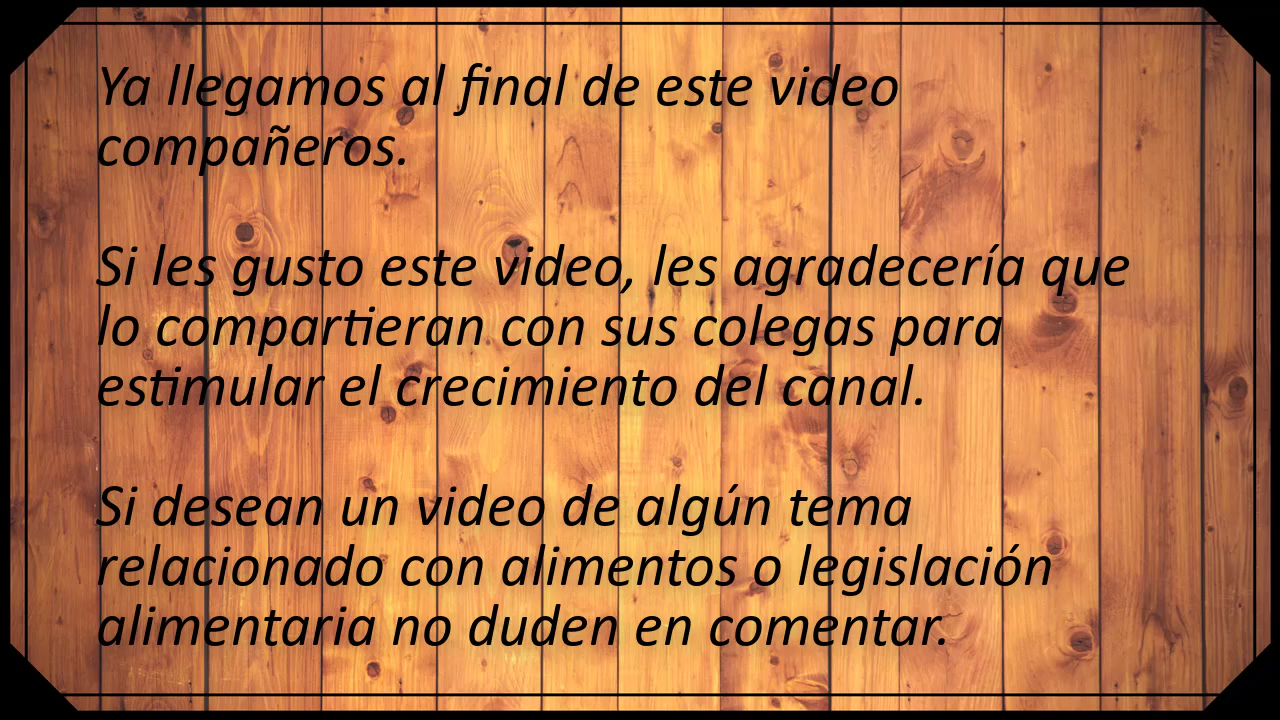 Ya llegamos al final de este video
compañeros.
Si les gusto este video, les agradecería que
lo compartieran con sus colegas para
estimular el crecimiento del canal.
Si desean un video de algún tema
relacionado con alimentos o legislación
alimentaria no duden en comentar.